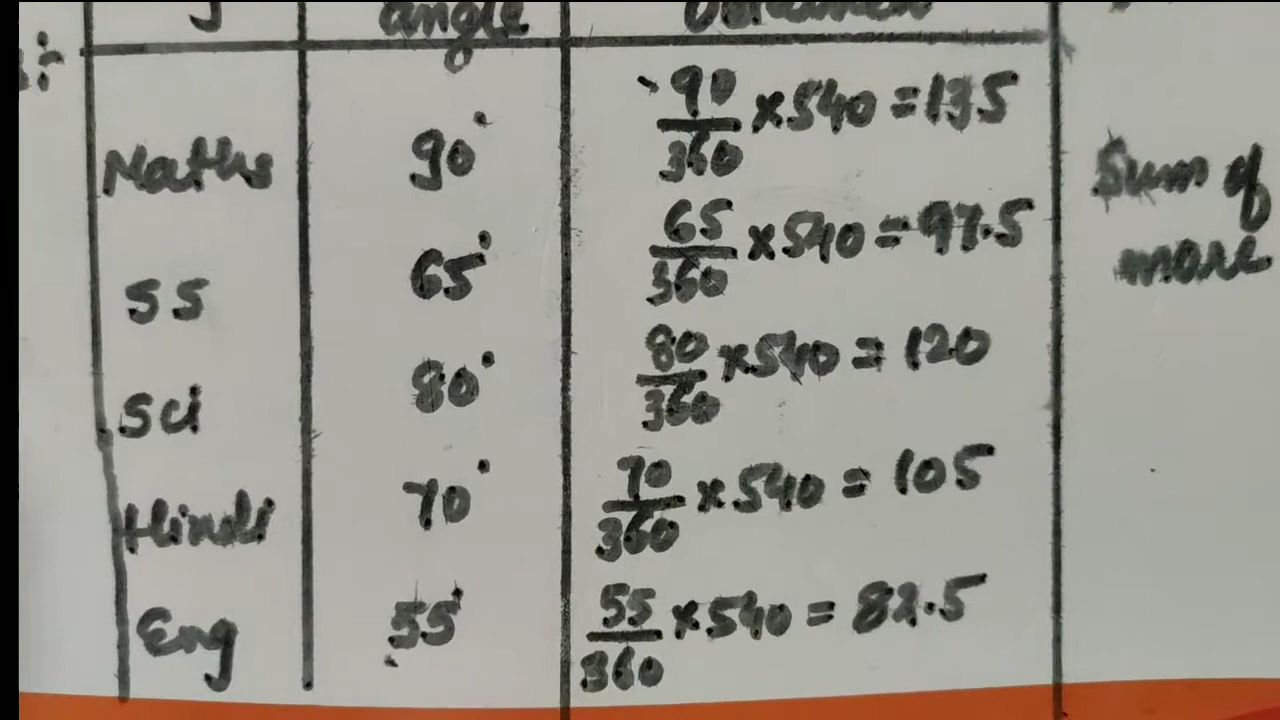 angle
Maths 90° 90/360 ×540 = 135
SS 65° 65/360 ×540 = 97.5
Sci 80° 80/360 ×540 = 120
Hindi 70° 70/360 ×540 = 105
Eng 55° 55/360 ×540 = 82.5
Sum of
more